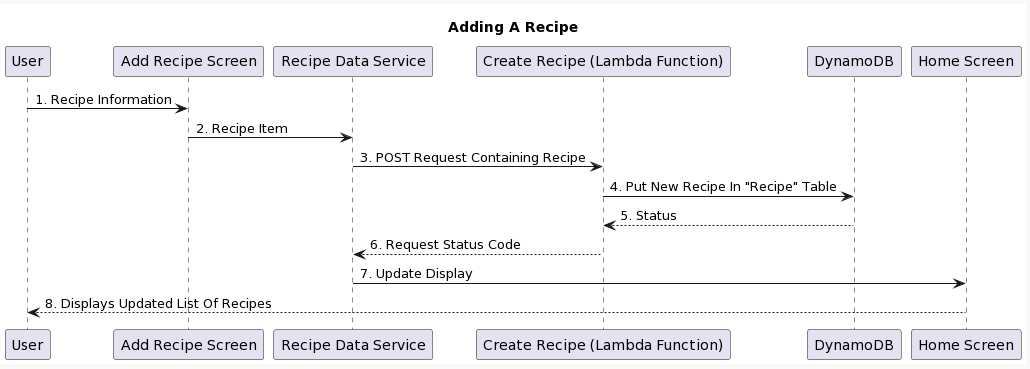 Adding A Recipe
User Add Recipe Screen Recipe Data Service Create Recipe (Lambda Function) DynamoDB Home Screen
1. Recipe Information
2. Recipe Item
3. POST Request Containing Recipe
4. Put New Recipe In "Recipe" Table
5. Status
6. Request Status Code
7. Update Display
8. Displays Updated List Of Recipes
User Add Recipe Screen Recipe Data Service Create Recipe (Lambda Function) DynamoDB Home Screen